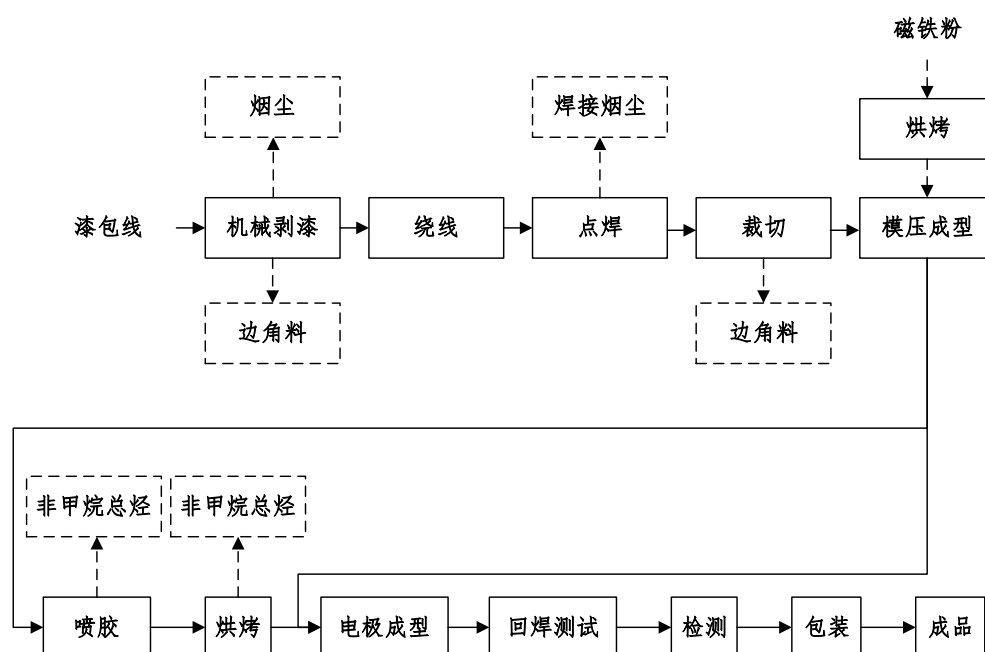 磁铁粉
烟尘
焊接烟尘
烘烤
漆包线
机械剥漆
绕线
点焊
裁切
模压成型
边角料
边角料
非甲烷总烃
非甲烷总烃
喷胶
烘烤
电极成型
回焊测试
检测
包装
成品